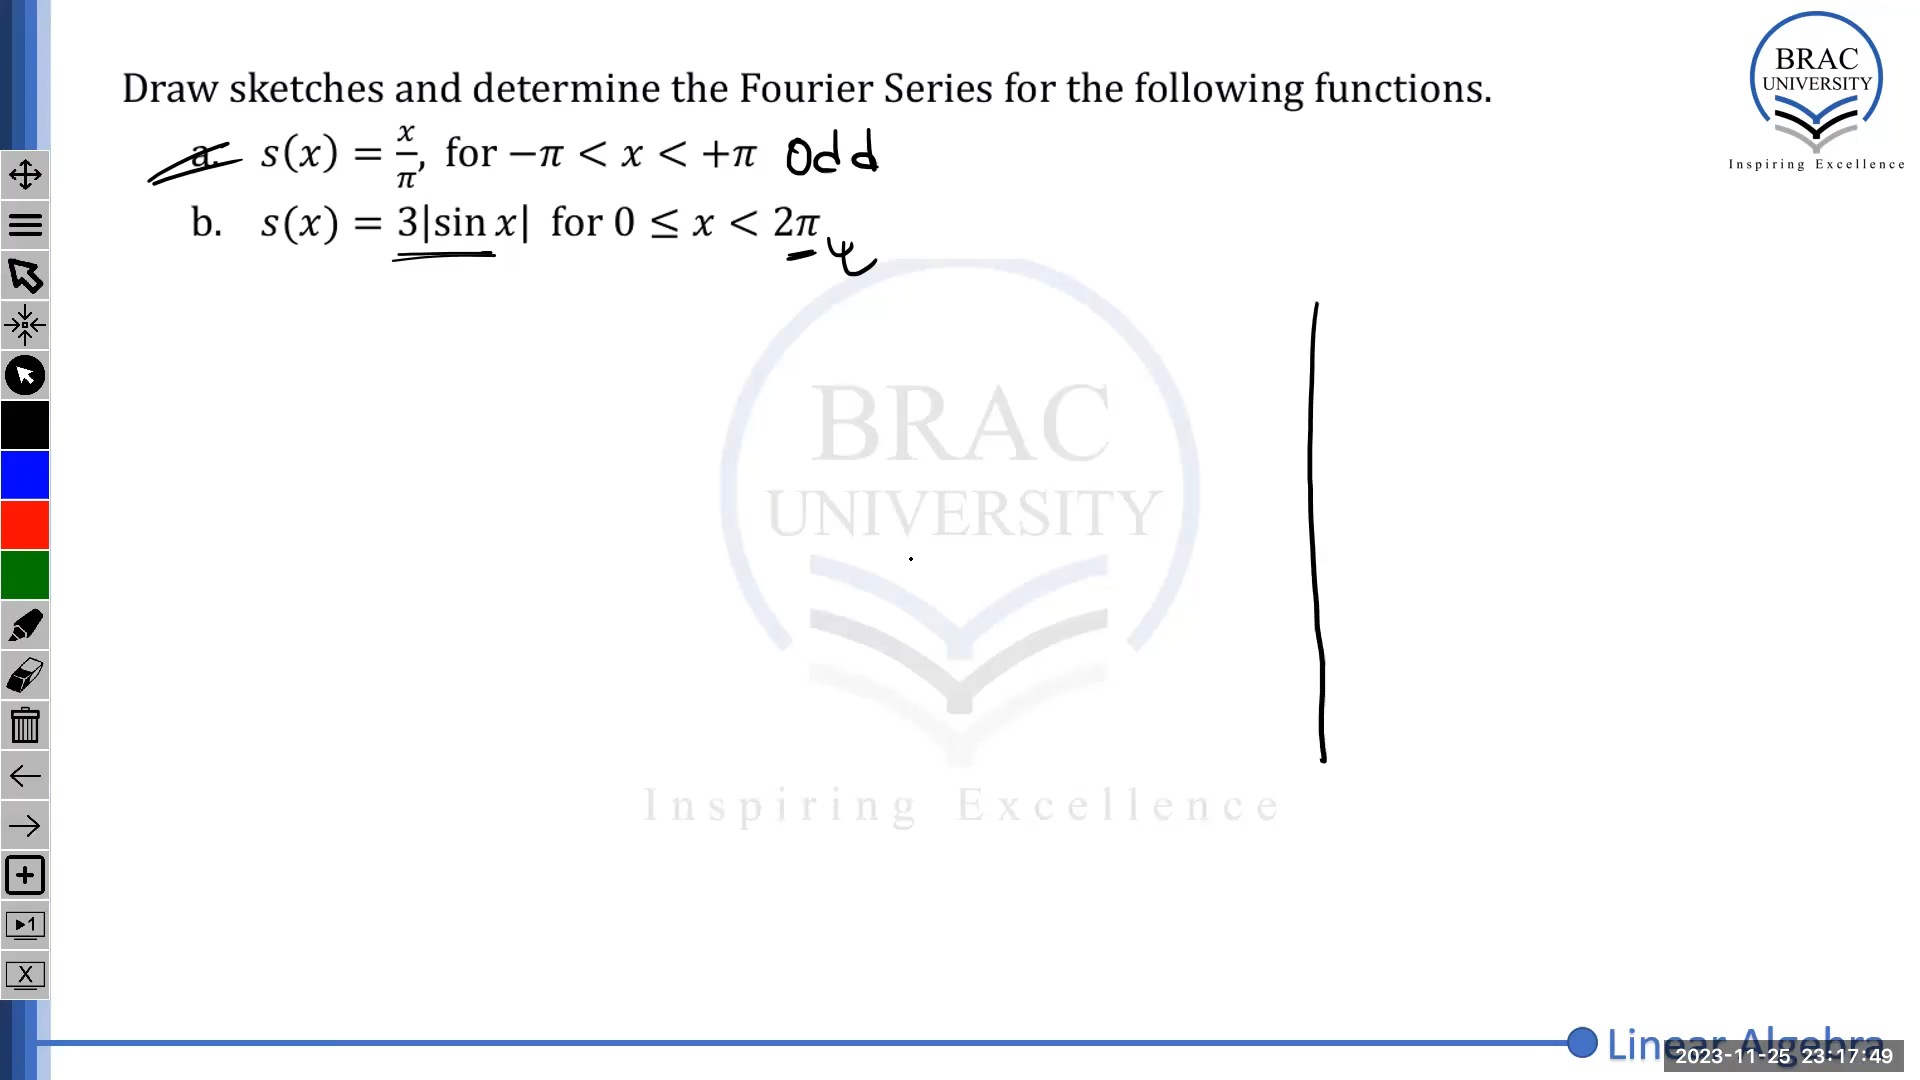 Draw sketches and determine the Fourier Series for the following functions.
a. s(x) = x/π, for −π < x < +π odd
b. s(x) = 3|sin x| for 0 ≤ x < 2π
BRAC
UNIVERSITY
Inspiring Excellence
BRAC
UNIVERSITY
Inspiring Excellence
1
X
Linear Algebra
2023-11-25 23:17:49